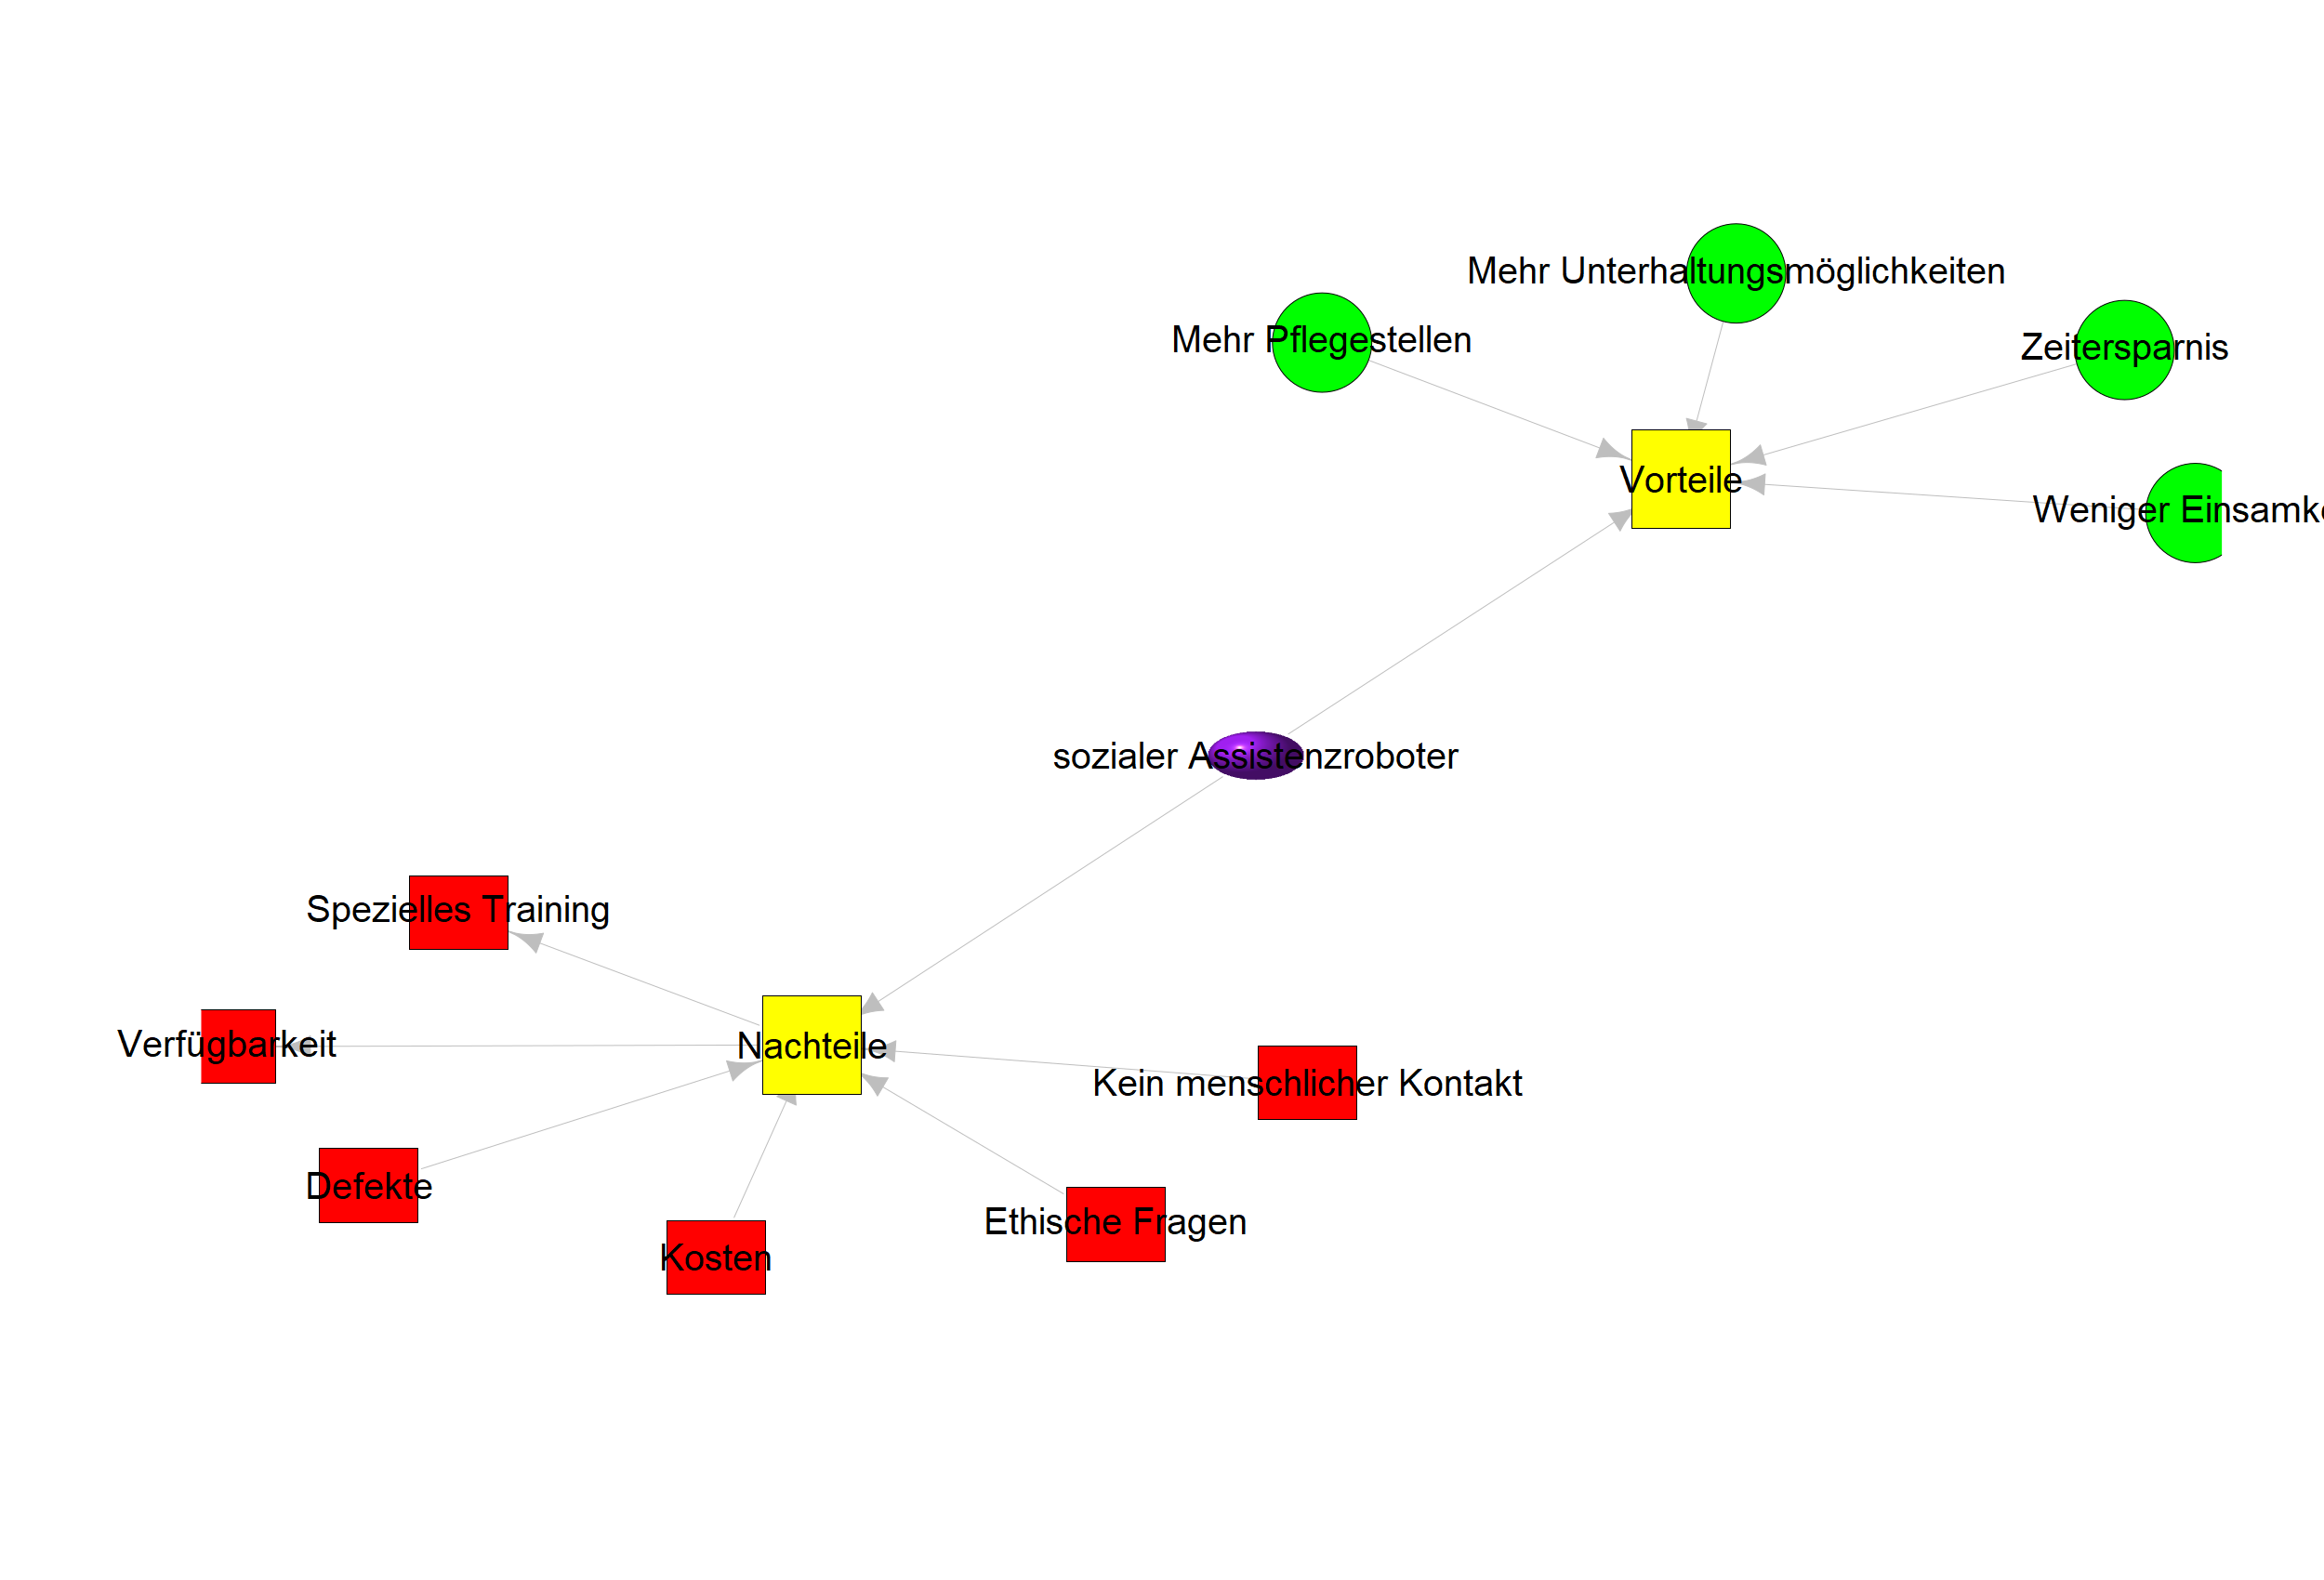 Mehr Unterhaltungsmöglichkeiten
Mehr Pflegestellen
Zeitersparnis
Vorteile
Weniger
sozialer Assistenzroboter
Spezielles Training
Verfügbarkeit
Nachteile
Kein menschlicher Kontakt
Defekte
Ethische Fragen
Kosten